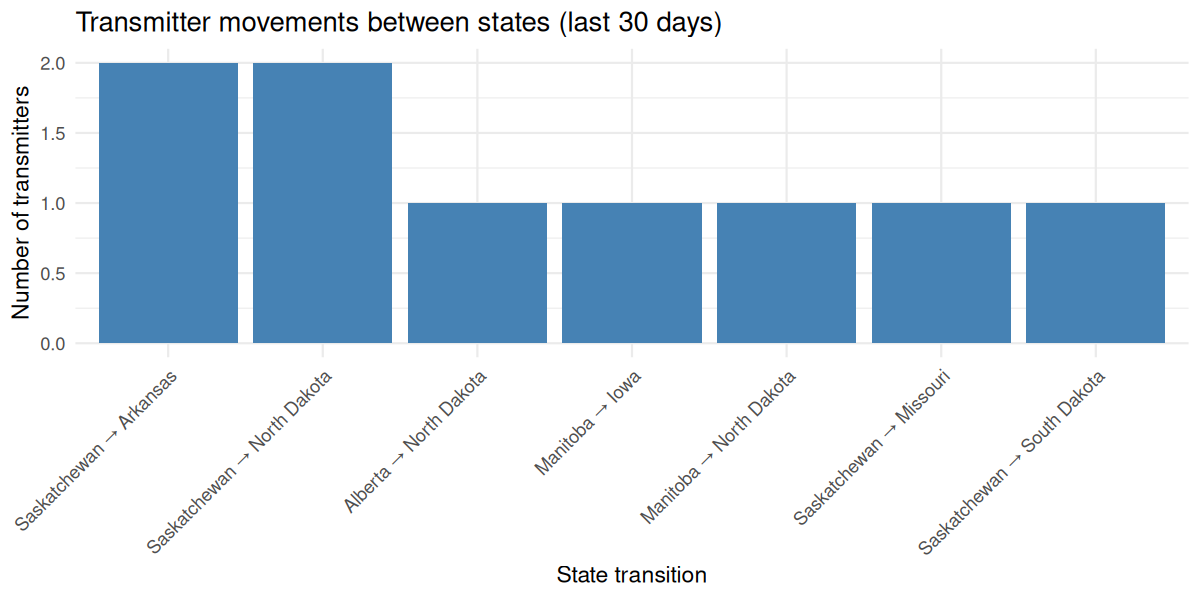 Transmitter movements between states (last 30 days)
Number of transmitters
2.0
1.5
1.0
0.5
0.0
Saskatchewan → Arkansas
Saskatchewan → North Dakota
Alberta → North Dakota
Manitoba → Iowa
Manitoba → North Dakota
Saskatchewan → Missouri
Saskatchewan → South Dakota
State transition